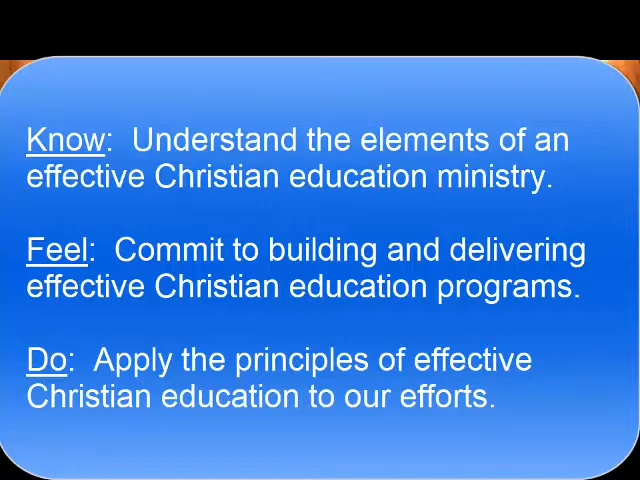 Know:  Understand the elements of an
effective Christian education ministry.
Feel:  Commit to building and delivering
effective Christian education programs.
Do:  Apply the principles of effective
Christian education to our efforts.